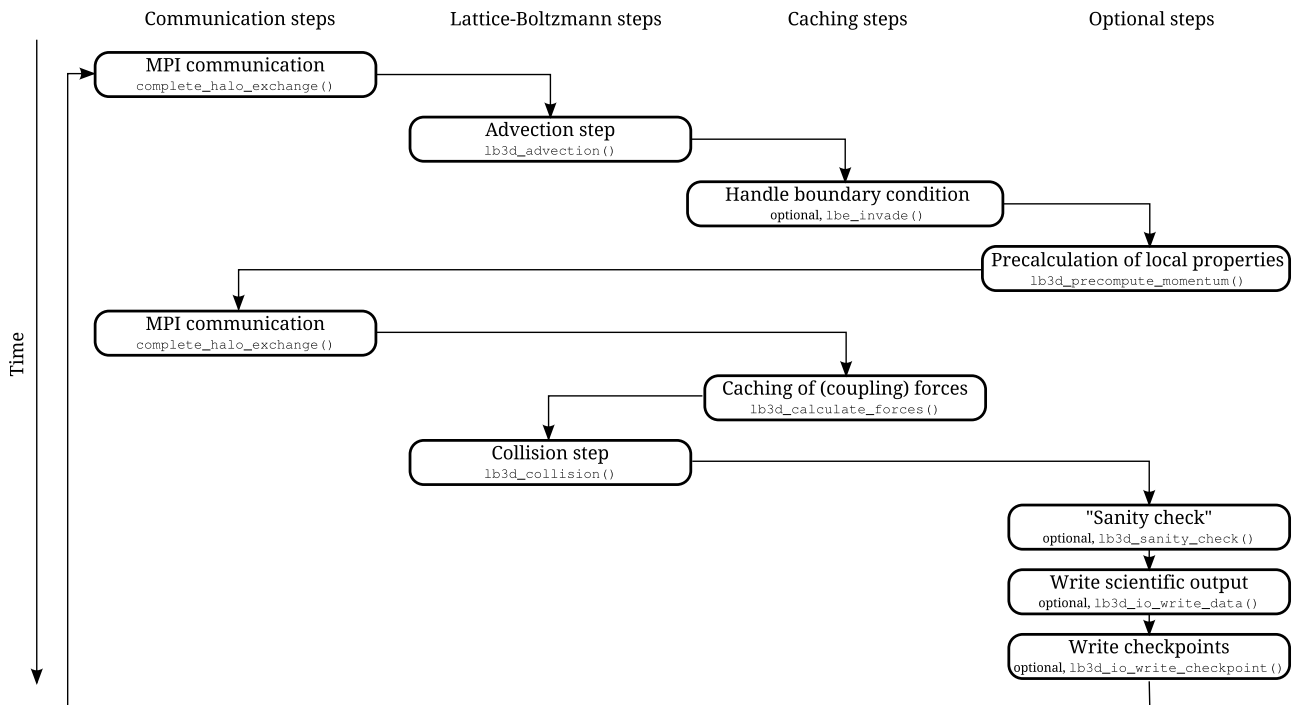 Communication steps
Lattice-Boltzmann steps
Caching steps
Optional steps
MPI communication
complete_halo_exchange()
Advection step
lb3d_advection()
Handle boundary condition
optional, lbe_invade()
Precalculation of local properties
lb3d_precompute_momentum()
MPI communication
complete_halo_exchange()
Time
Caching of (coupling) forces
lb3d_calculate_forces()
Collision step
lb3d_collision()
"Sanity check"
optional, lb3d_sanity_check()
Write scientific output
optional, lb3d_io_write_data()
Write checkpoints
optional, lb3d_io_write_checkpoint()